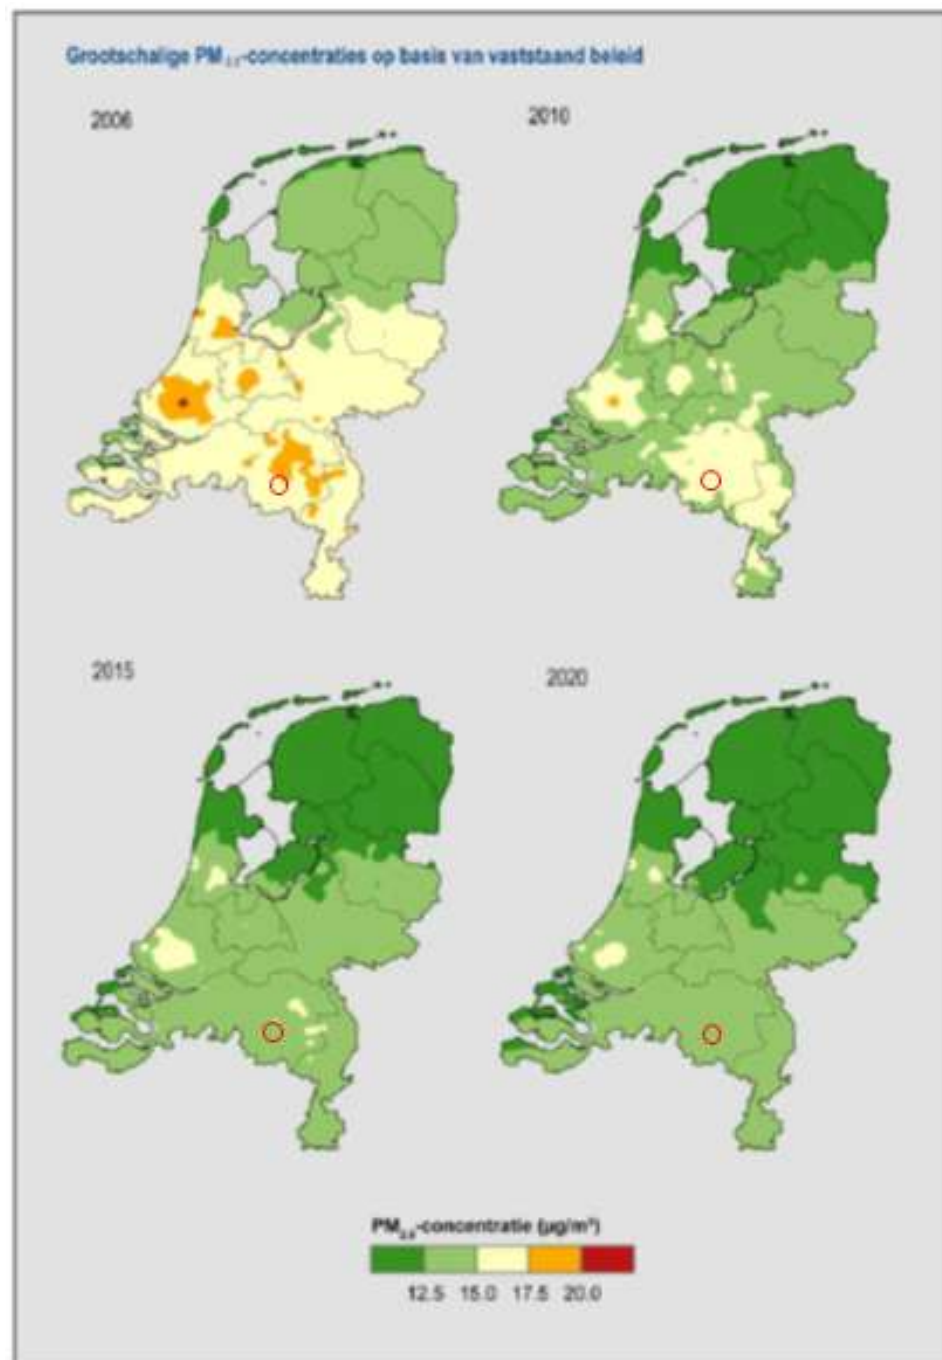 Grootschalige PM2,5-concentraties op basis van vaststaand beleid
2006
2010
2015
2020
PM2,5-concentratie (µg/m³)
12.5 15.0 17.5 20.0